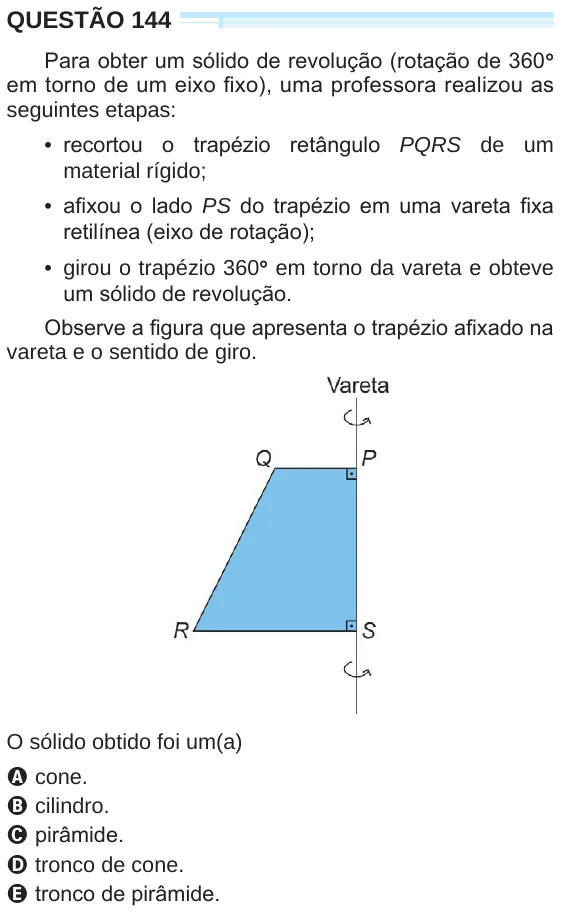 QUESTÃO 144
Para obter um sólido de revolução (rotação de 360°
em torno de um eixo fixo), uma professora realizou as
seguintes etapas:
• recortou o trapézio retângulo PQRS de um
material rígido;
• afixou o lado PS do trapézio em uma vareta fixa
retilínea (eixo de rotação);
• girou o trapézio 360° em torno da vareta e obteve
um sólido de revolução.
Observe a figura que apresenta o trapézio afixado na
vareta e o sentido de giro.
Vareta
Q P
R S
O sólido obtido foi um(a)
A cone.
B cilindro.
C pirâmide.
D tronco de cone.
E tronco de pirâmide.